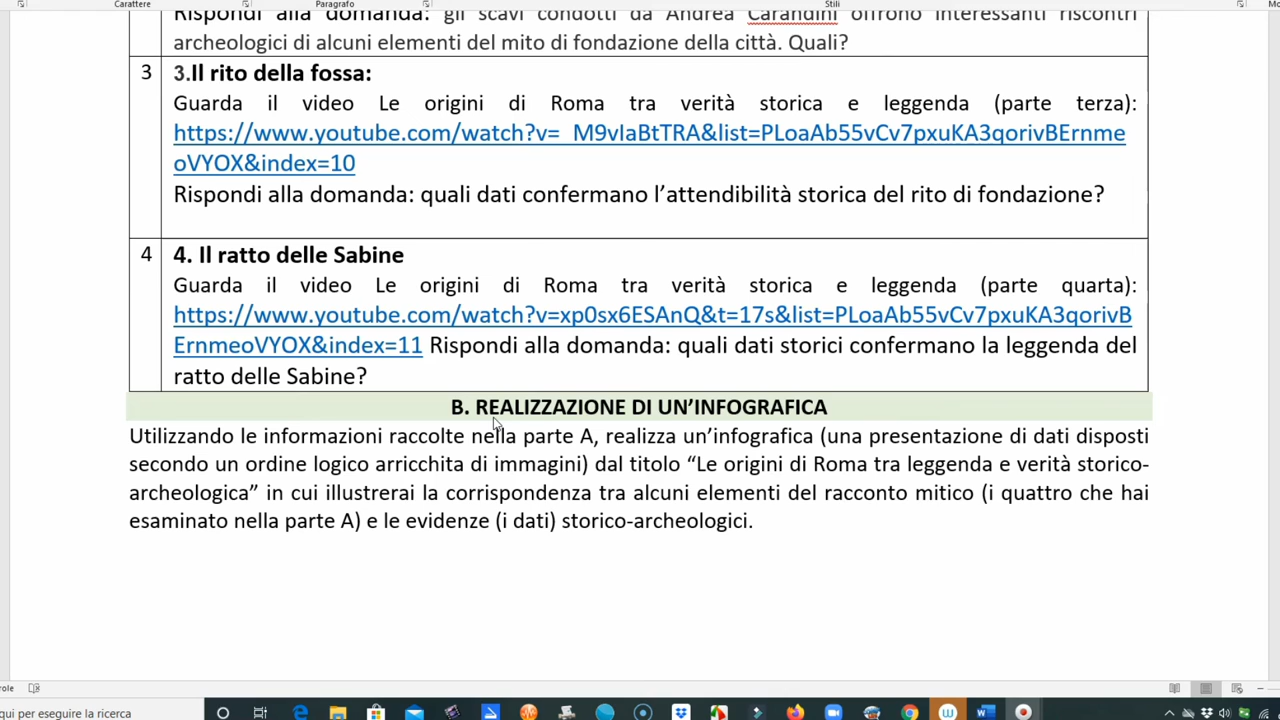 Carattere Paragrafo Stili
Rispondi alla domanda: gli scavi condotti da Andrea Carandini offrono interessanti riscontri
archeologici di alcuni elementi del mito di fondazione della città. Quali?
3 3.Il rito della fossa:
Guarda il video Le origini di Roma tra verità storica e leggenda (parte terza):
https://www.youtube.com/watch?v=_M9vIaBtTRA&list=PLoaAb55vCv7pxuKA3qorivBErnme
oVYOX&index=10
Rispondi alla domanda: quali dati confermano l’attendibilità storica del rito di fondazione?
4 4. Il ratto delle Sabine
Guarda il video Le origini di Roma tra verità storica e leggenda (parte quarta):
https://www.youtube.com/watch?v=xp0sx6ESAnQ&t=17s&list=PLoaAb55vCv7pxuKA3qorivB
ErnmeoVYOX&index=11 Rispondi alla domanda: quali dati storici confermano la leggenda del
ratto delle Sabine?
B. REALIZZAZIONE DI UN’INFOGRAFICA
Utilizzando le informazioni raccolte nella parte A, realizza un’infografica (una presentazione di dati disposti
secondo un ordine logico arricchita di immagini) dal titolo “Le origini di Roma tra leggenda e verità storico-
archeologica” in cui illustrerai la corrispondenza tra alcuni elementi del racconto mitico (i quattro che hai
esaminato nella parte A) e le evidenze (i dati) storico-archeologici.
qui per eseguire la ricerca